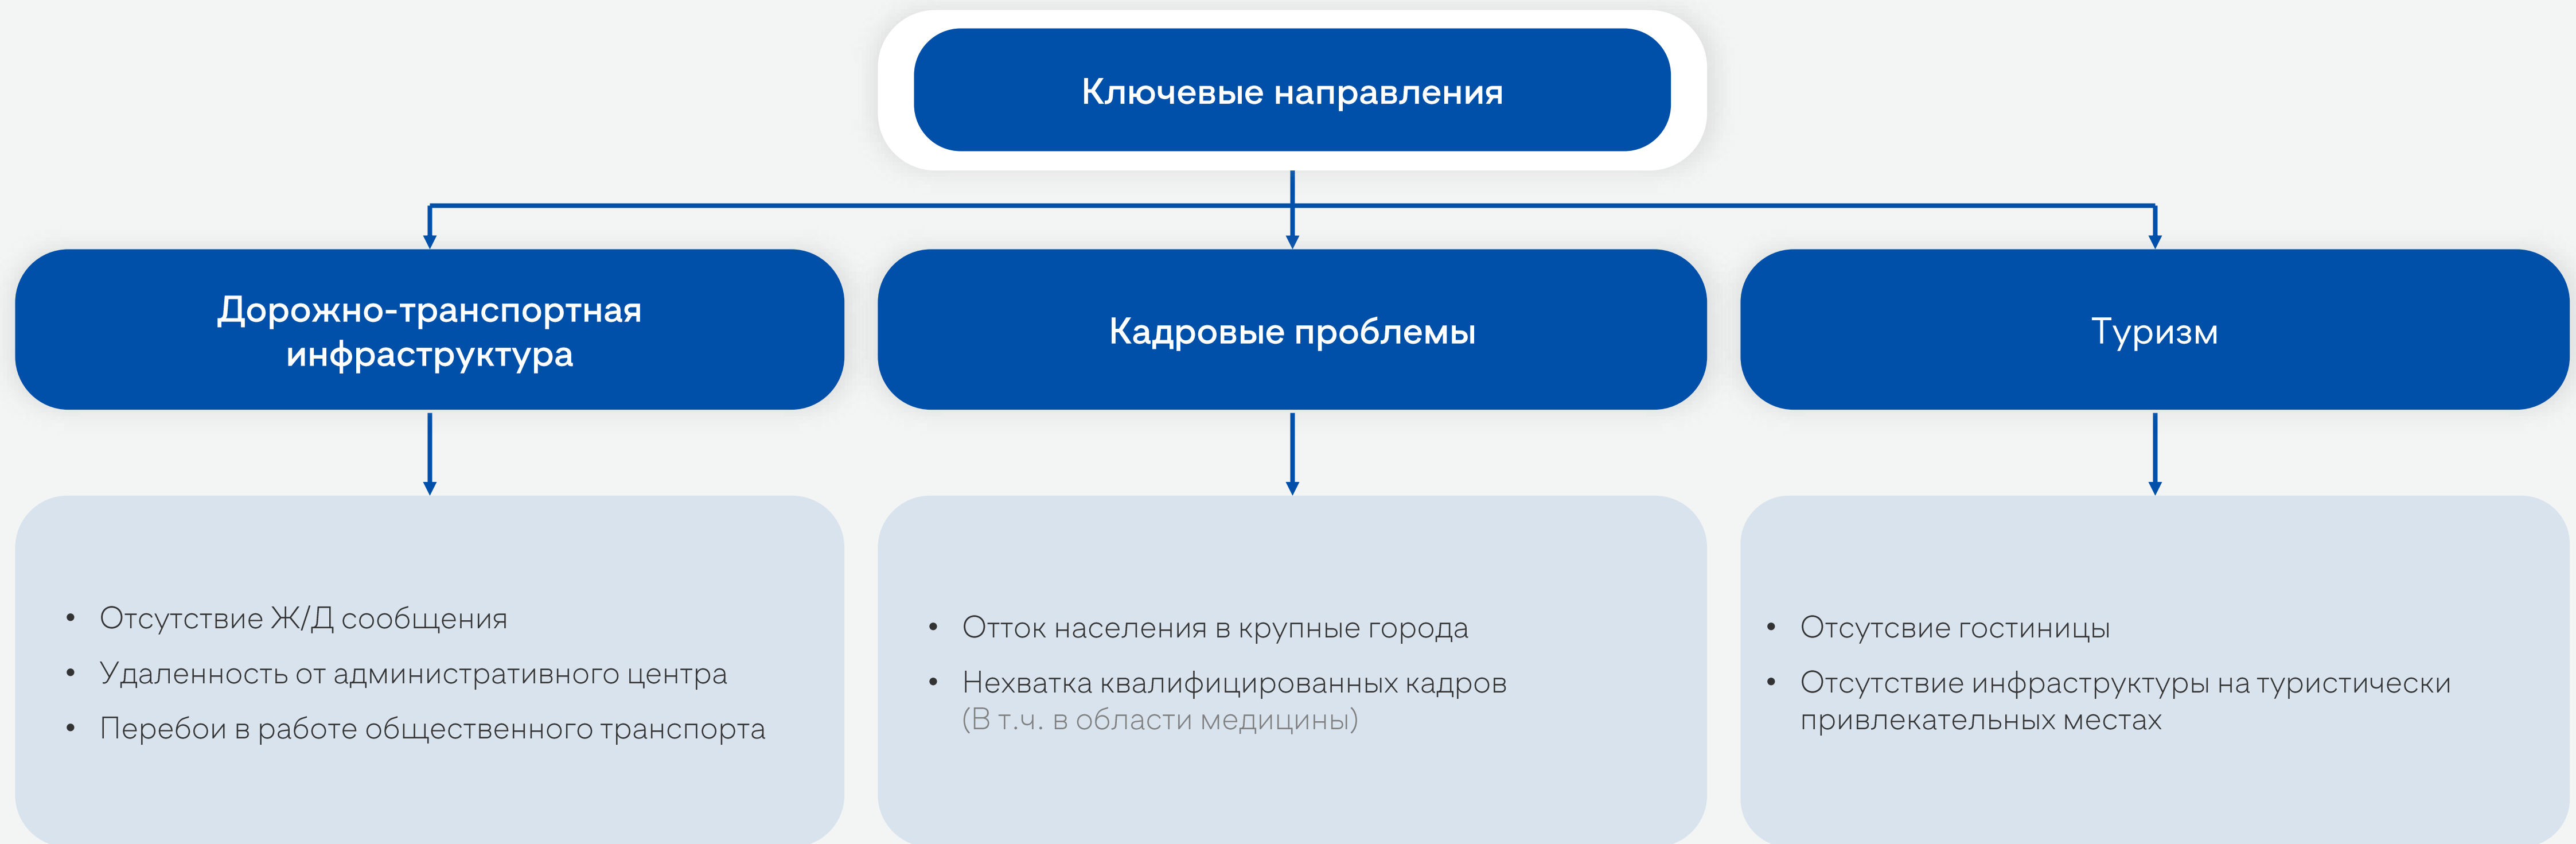 Ключевые направления
Дорожно-транспортная
инфраструктура
Кадровые проблемы
Туризм
• Отсутствие Ж/Д сообщения
• Удаленность от административного центра
• Перебои в работе общественного транспорта
• Отток населения в крупные города
• Нехватка квалифицированных кадров
(В т.ч. в области медицины)
• Отсутсвие гостиницы
• Отсутствие инфраструктуры на туристически
привлекательных местах